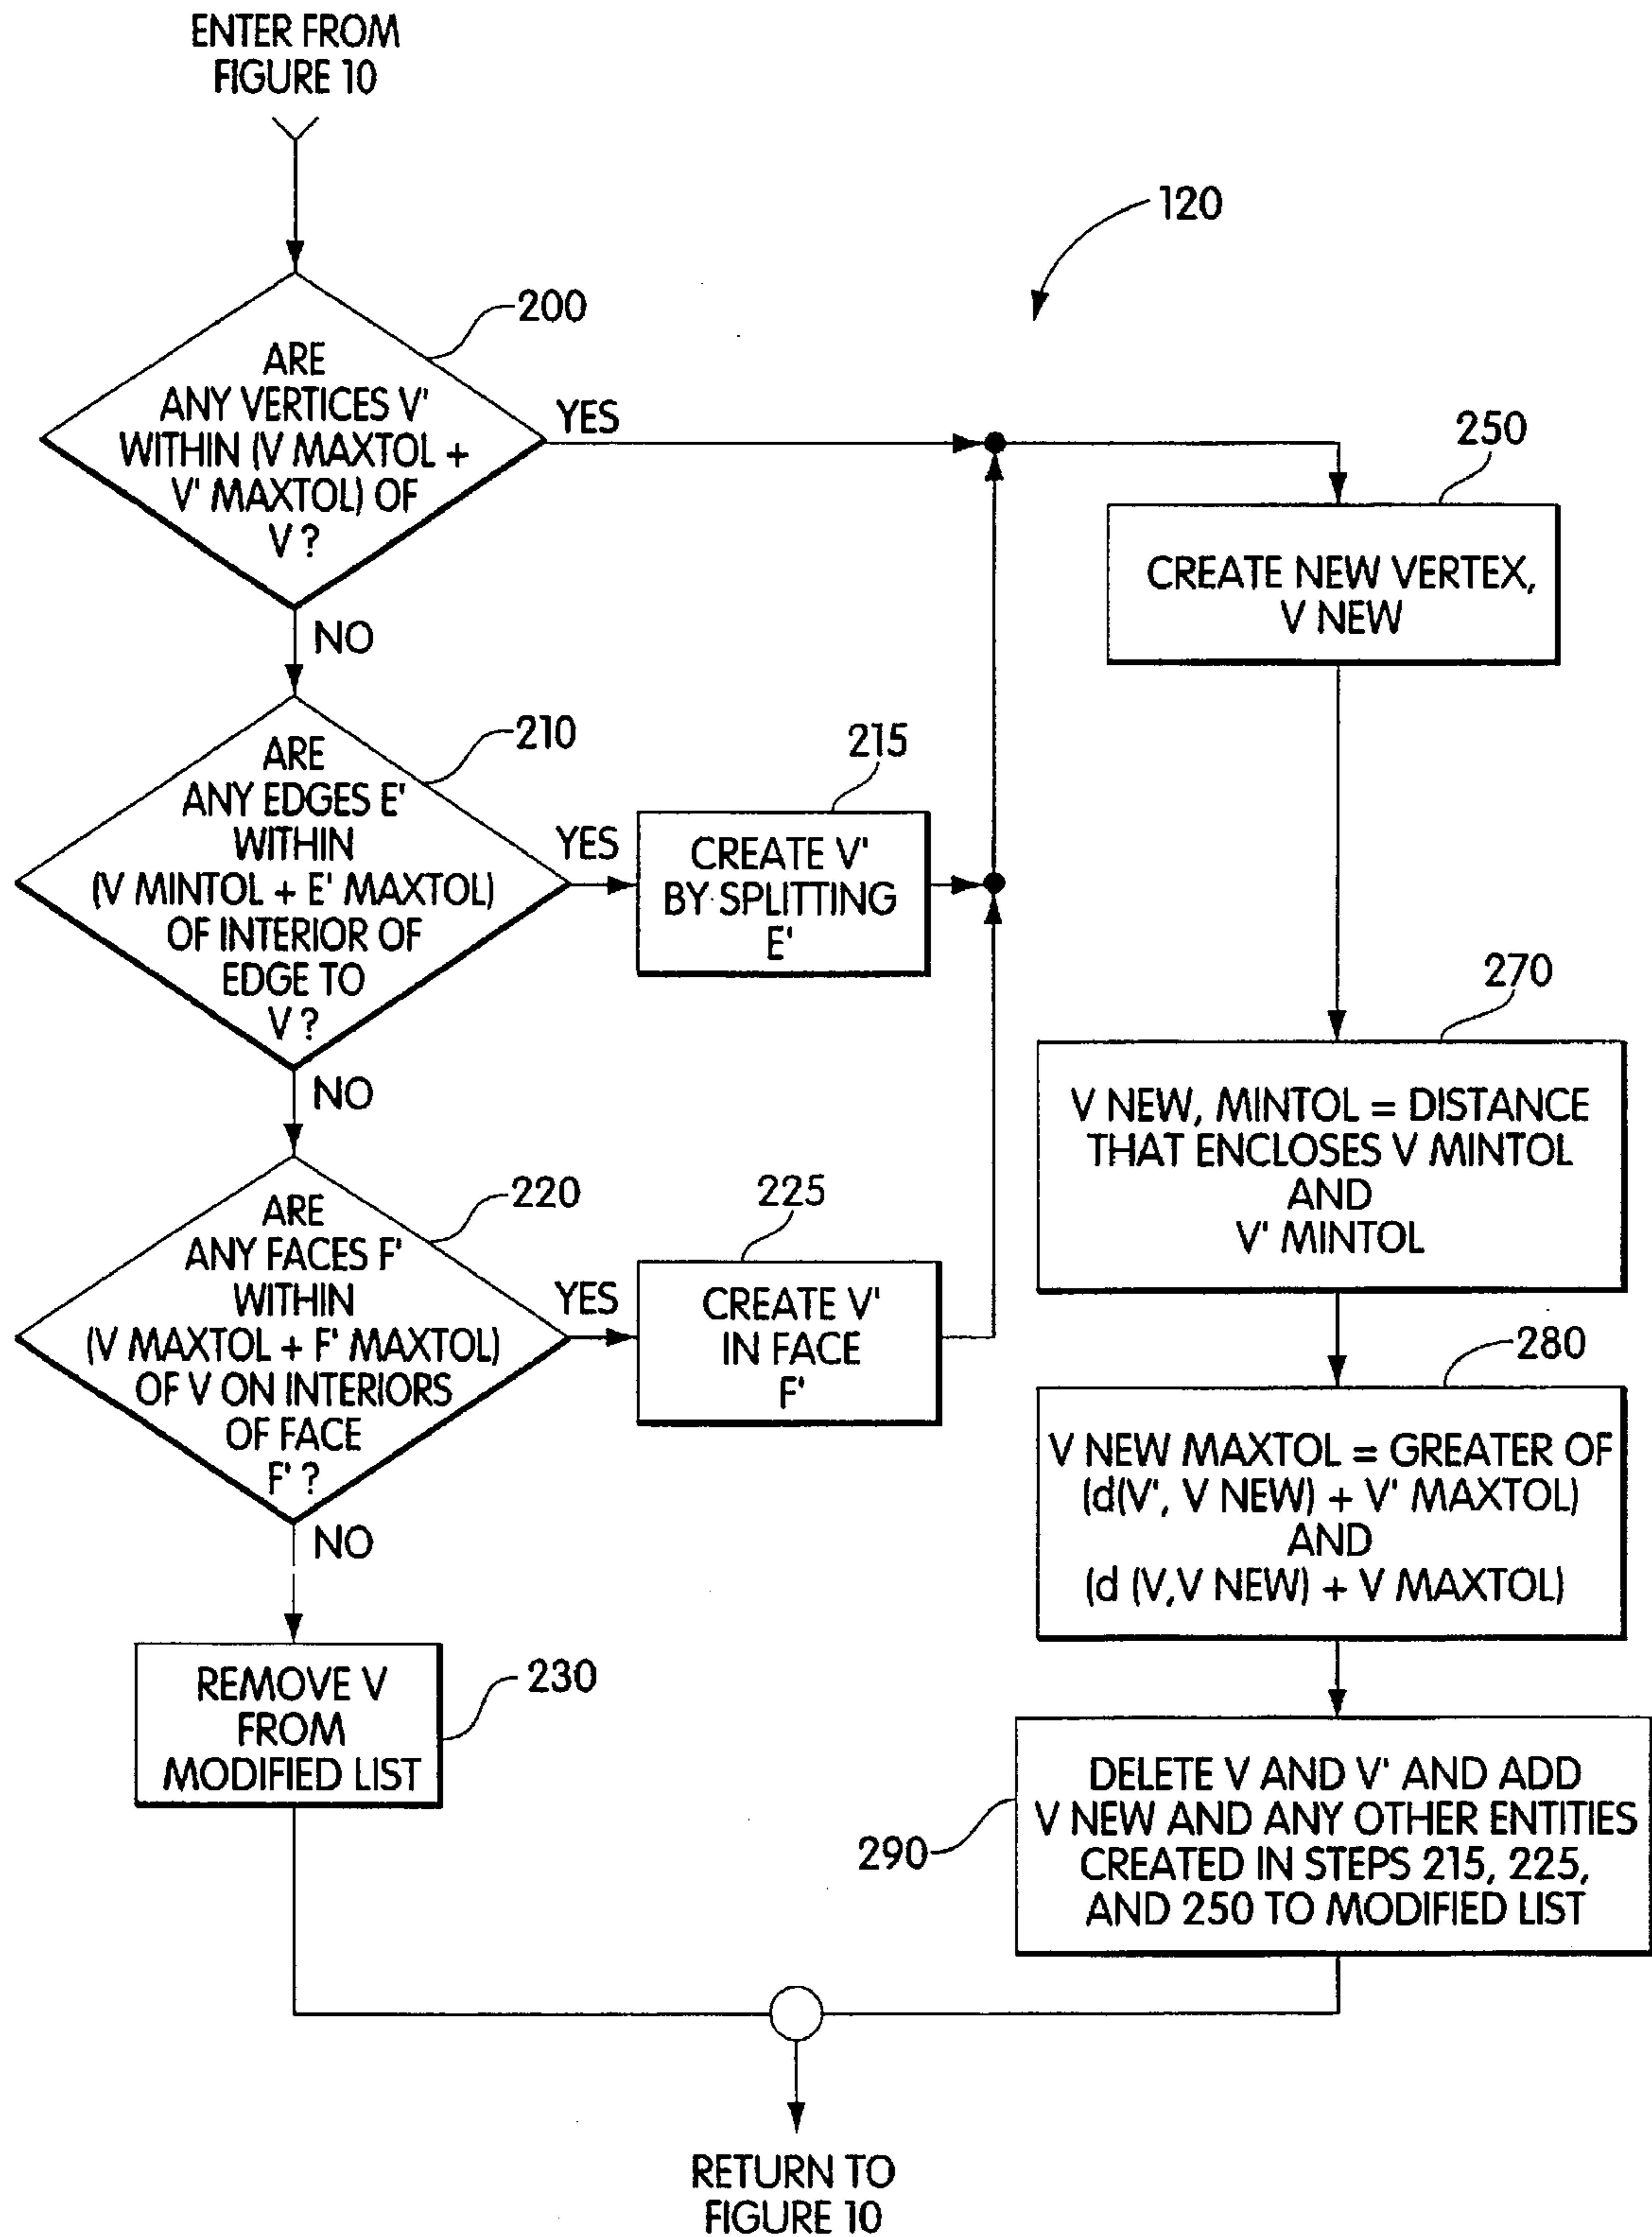 ENTER FROM
FIGURE 10
120
200
ARE
ANY VERTICES V'
WITHIN (V MAXTOL +
V' MAXTOL) OF
V ?
YES
NO
250
CREATE NEW VERTEX,
V NEW
210
ARE
ANY EDGES E'
WITHIN
(V MINTOL + E' MAXTOL)
OF INTERIOR OF
EDGE TO
V ?
YES
NO
215
CREATE V'
BY SPLITTING
E'
270
V NEW, MINTOL = DISTANCE
THAT ENCLOSES V MINTOL
AND
V' MINTOL
220
ARE
ANY FACES F'
WITHIN
(V MAXTOL + F' MAXTOL)
OF V ON INTERIORS
OF FACE
F' ?
YES
NO
225
CREATE V'
IN FACE
F'
280
V NEW MAXTOL = GREATER OF
(d(V', V NEW) + V' MAXTOL)
AND
(d (V,V NEW) + V MAXTOL)
230
REMOVE V
FROM
MODIFIED LIST
290
DELETE V AND V' AND ADD
V NEW AND ANY OTHER ENTITIES
CREATED IN STEPS 215, 225,
AND 250 TO MODIFIED LIST
RETURN TO
FIGURE 10